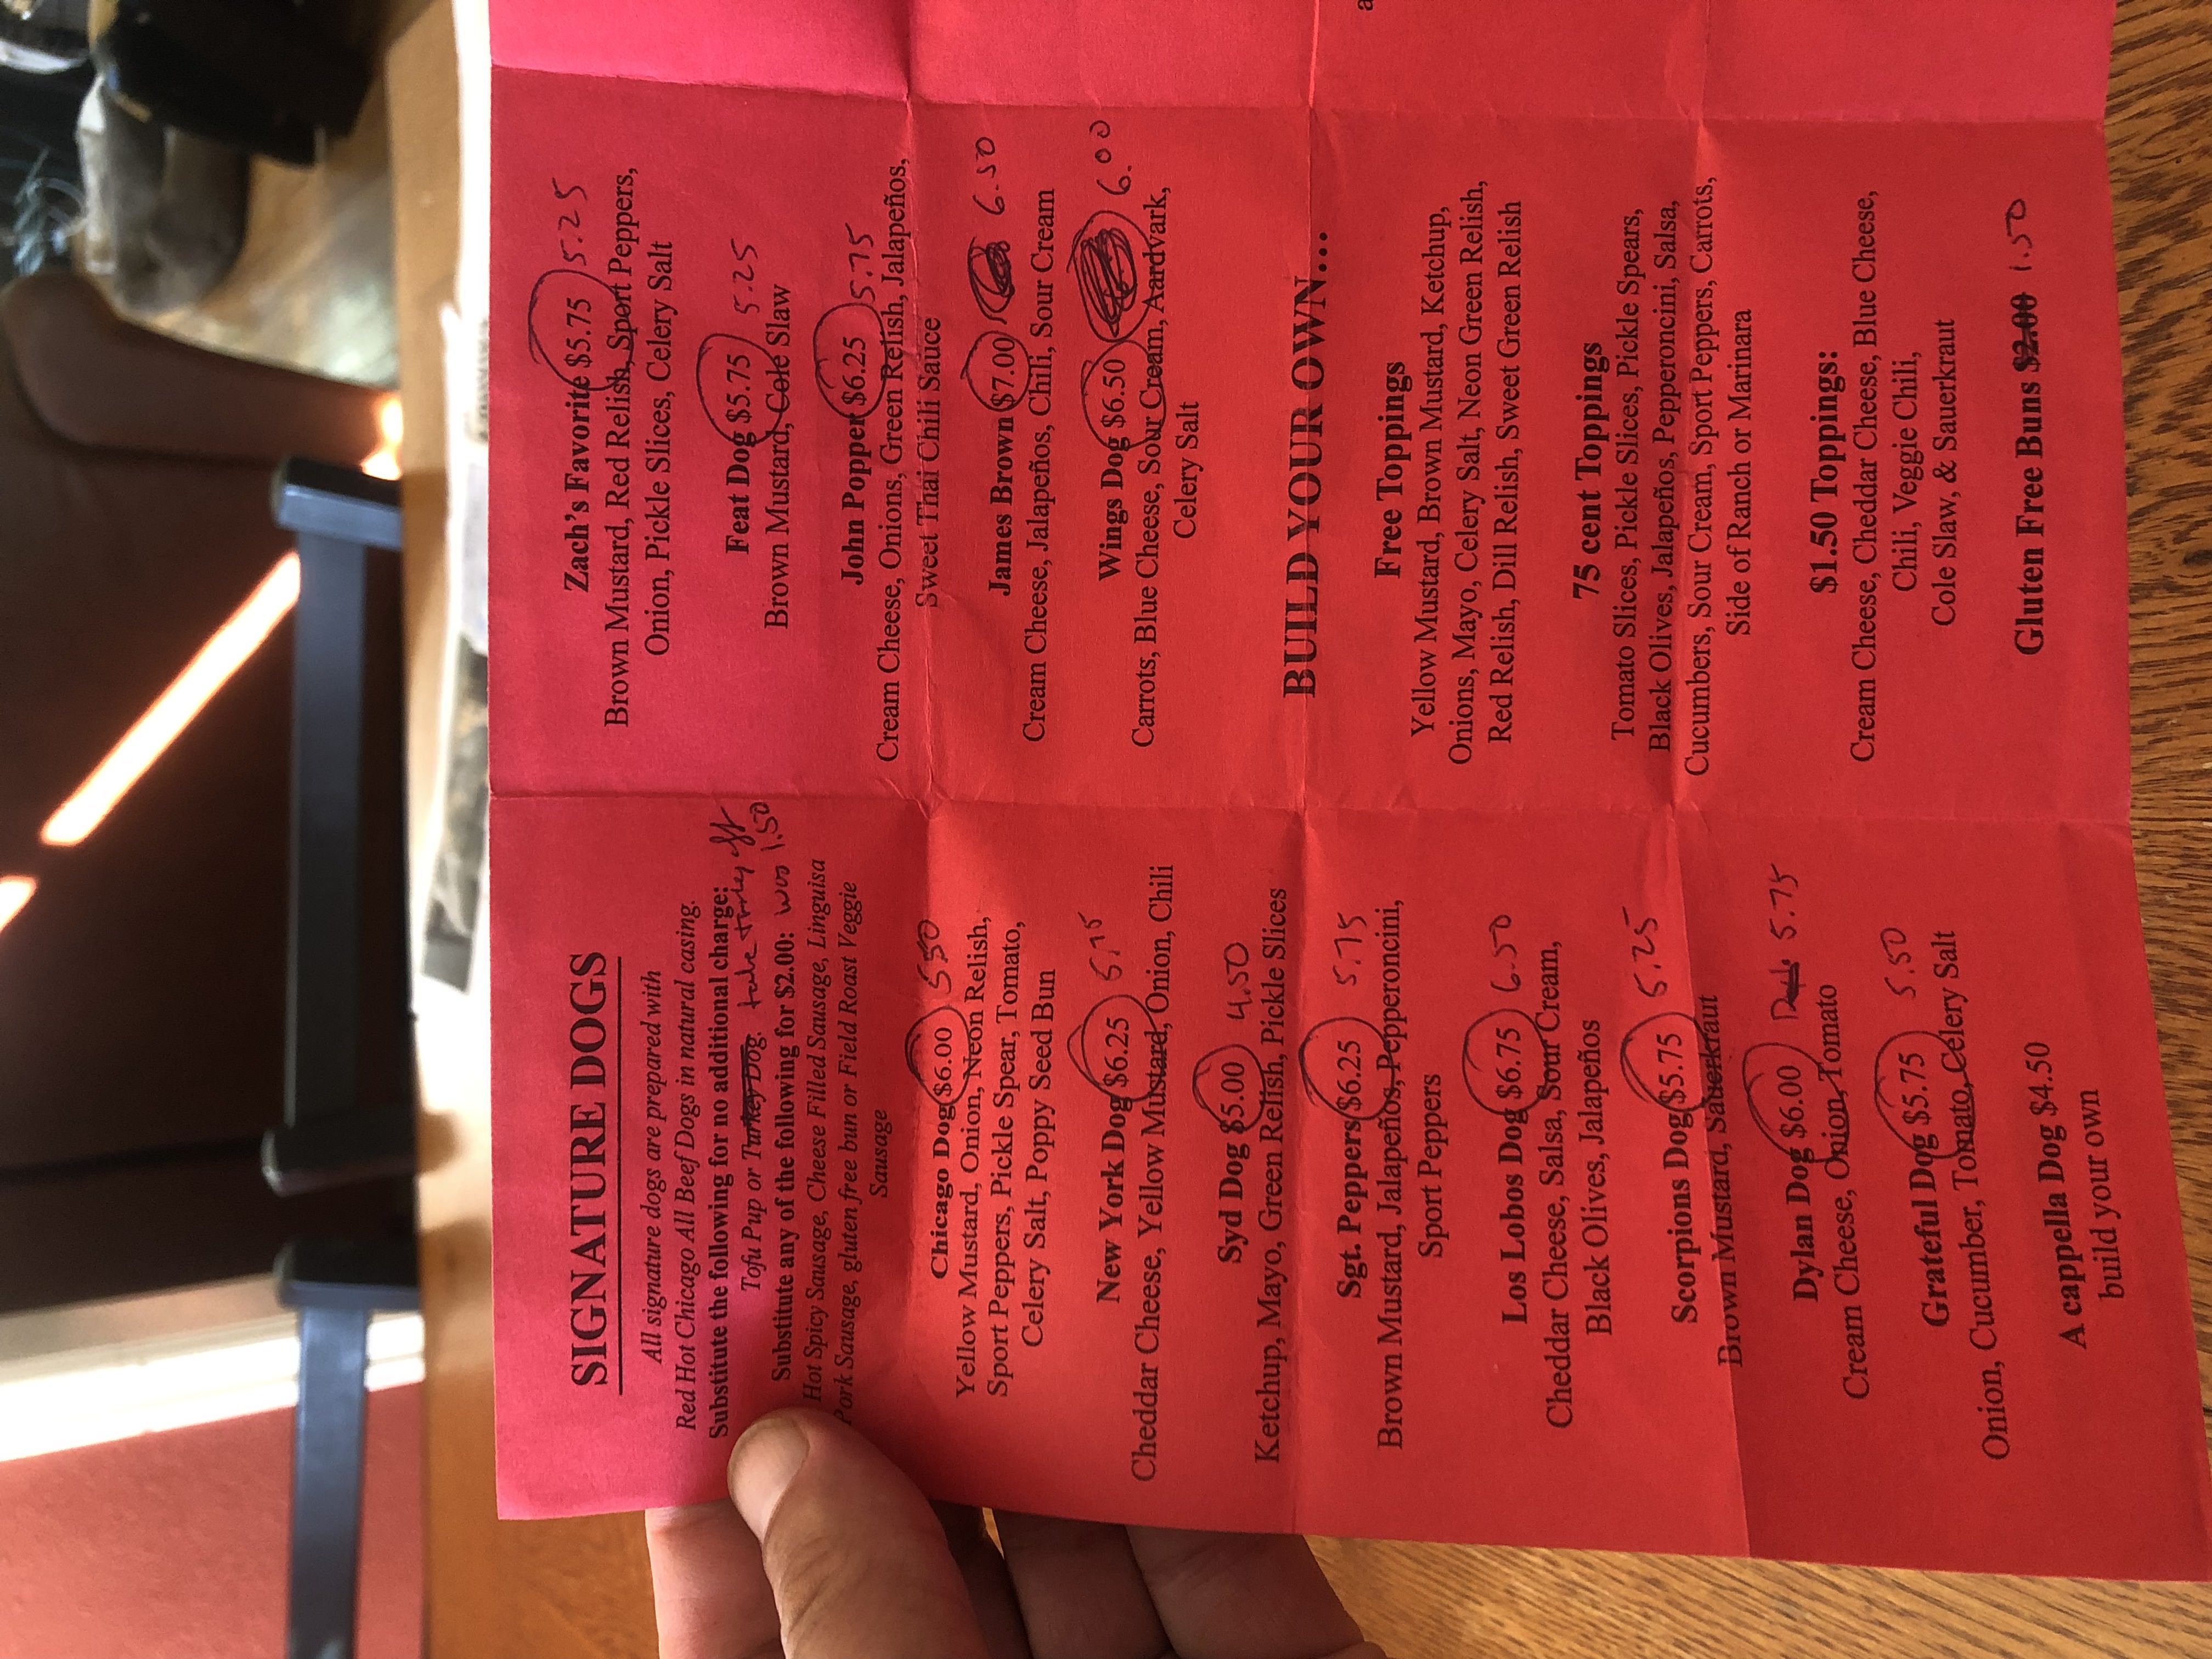 SIGNATURE DOGS
All signature dogs are prepared with
Red Hot Chicago All Beef Dogs in natural casing.
Substitute the following for no additional charge:
Tofu Pup or Turkey Dog. take turkey off
Substitute any of the following for $2.00: was 1.50
Hot Spicy Sausage, Cheese Filled Sausage, Linguisa
Pork Sausage, gluten free bun or Field Roast Veggie
Sausage
Chicago Dog $6.00 5.50
Yellow Mustard, Onion, Neon Relish,
Sport Peppers, Pickle Spear, Tomato,
Celery Salt, Poppy Seed Bun
New York Dog $6.25 5.75
Cheddar Cheese, Yellow Mustard, Onion, Chili
Syd Dog $5.00 4.50
Ketchup, Mayo, Green Relish, Pickle Slices
Sgt. Peppers $6.25 5.75
Brown Mustard, Jalapeños, Pepperoncini,
Sport Peppers
Los Lobos Dog $6.75 6.50
Cheddar Cheese, Salsa, Sour Cream,
Black Olives, Jalapeños
Scorpions Dog $5.75 5.25
Brown Mustard, Sauerkraut
Dylan Dog $6.00 5.75
Cream Cheese, Onion, Tomato
Grateful Dog $5.75 5.50
Onion, Cucumber, Tomato, Celery Salt
A cappella Dog $4.50
build your own
Zach's Favorite $5.75 5.25
Brown Mustard, Red Relish, Sport Peppers,
Onion, Pickle Slices, Celery Salt
Feat Dog $5.75 5.25
Brown Mustard, Cole Slaw
John Popper $6.25 5.75
Cream Cheese, Onions, Green Relish, Jalapeños,
Sweet Thai Chili Sauce
James Brown $7.00 6.50
Cream Cheese, Jalapeños, Chili, Sour Cream
Wings Dog $6.50 6.00
Carrots, Blue Cheese, Sour Cream, Aardvark,
Celery Salt
BUILD YOUR OWN...
Free Toppings
Yellow Mustard, Brown Mustard, Ketchup,
Onions, Mayo, Celery Salt, Neon Green Relish,
Red Relish, Dill Relish, Sweet Green Relish
75 cent Toppings
Tomato Slices, Pickle Slices, Pickle Spears,
Black Olives, Jalapeños, Pepperoncini, Salsa,
Cucumbers, Sour Cream, Sport Peppers, Carrots,
Side of Ranch or Marinara
$1.50 Toppings:
Cream Cheese, Cheddar Cheese, Blue Cheese,
Chili, Veggie Chili,
Cole Slaw, & Sauerkraut
Gluten Free Buns $2.00 1.50